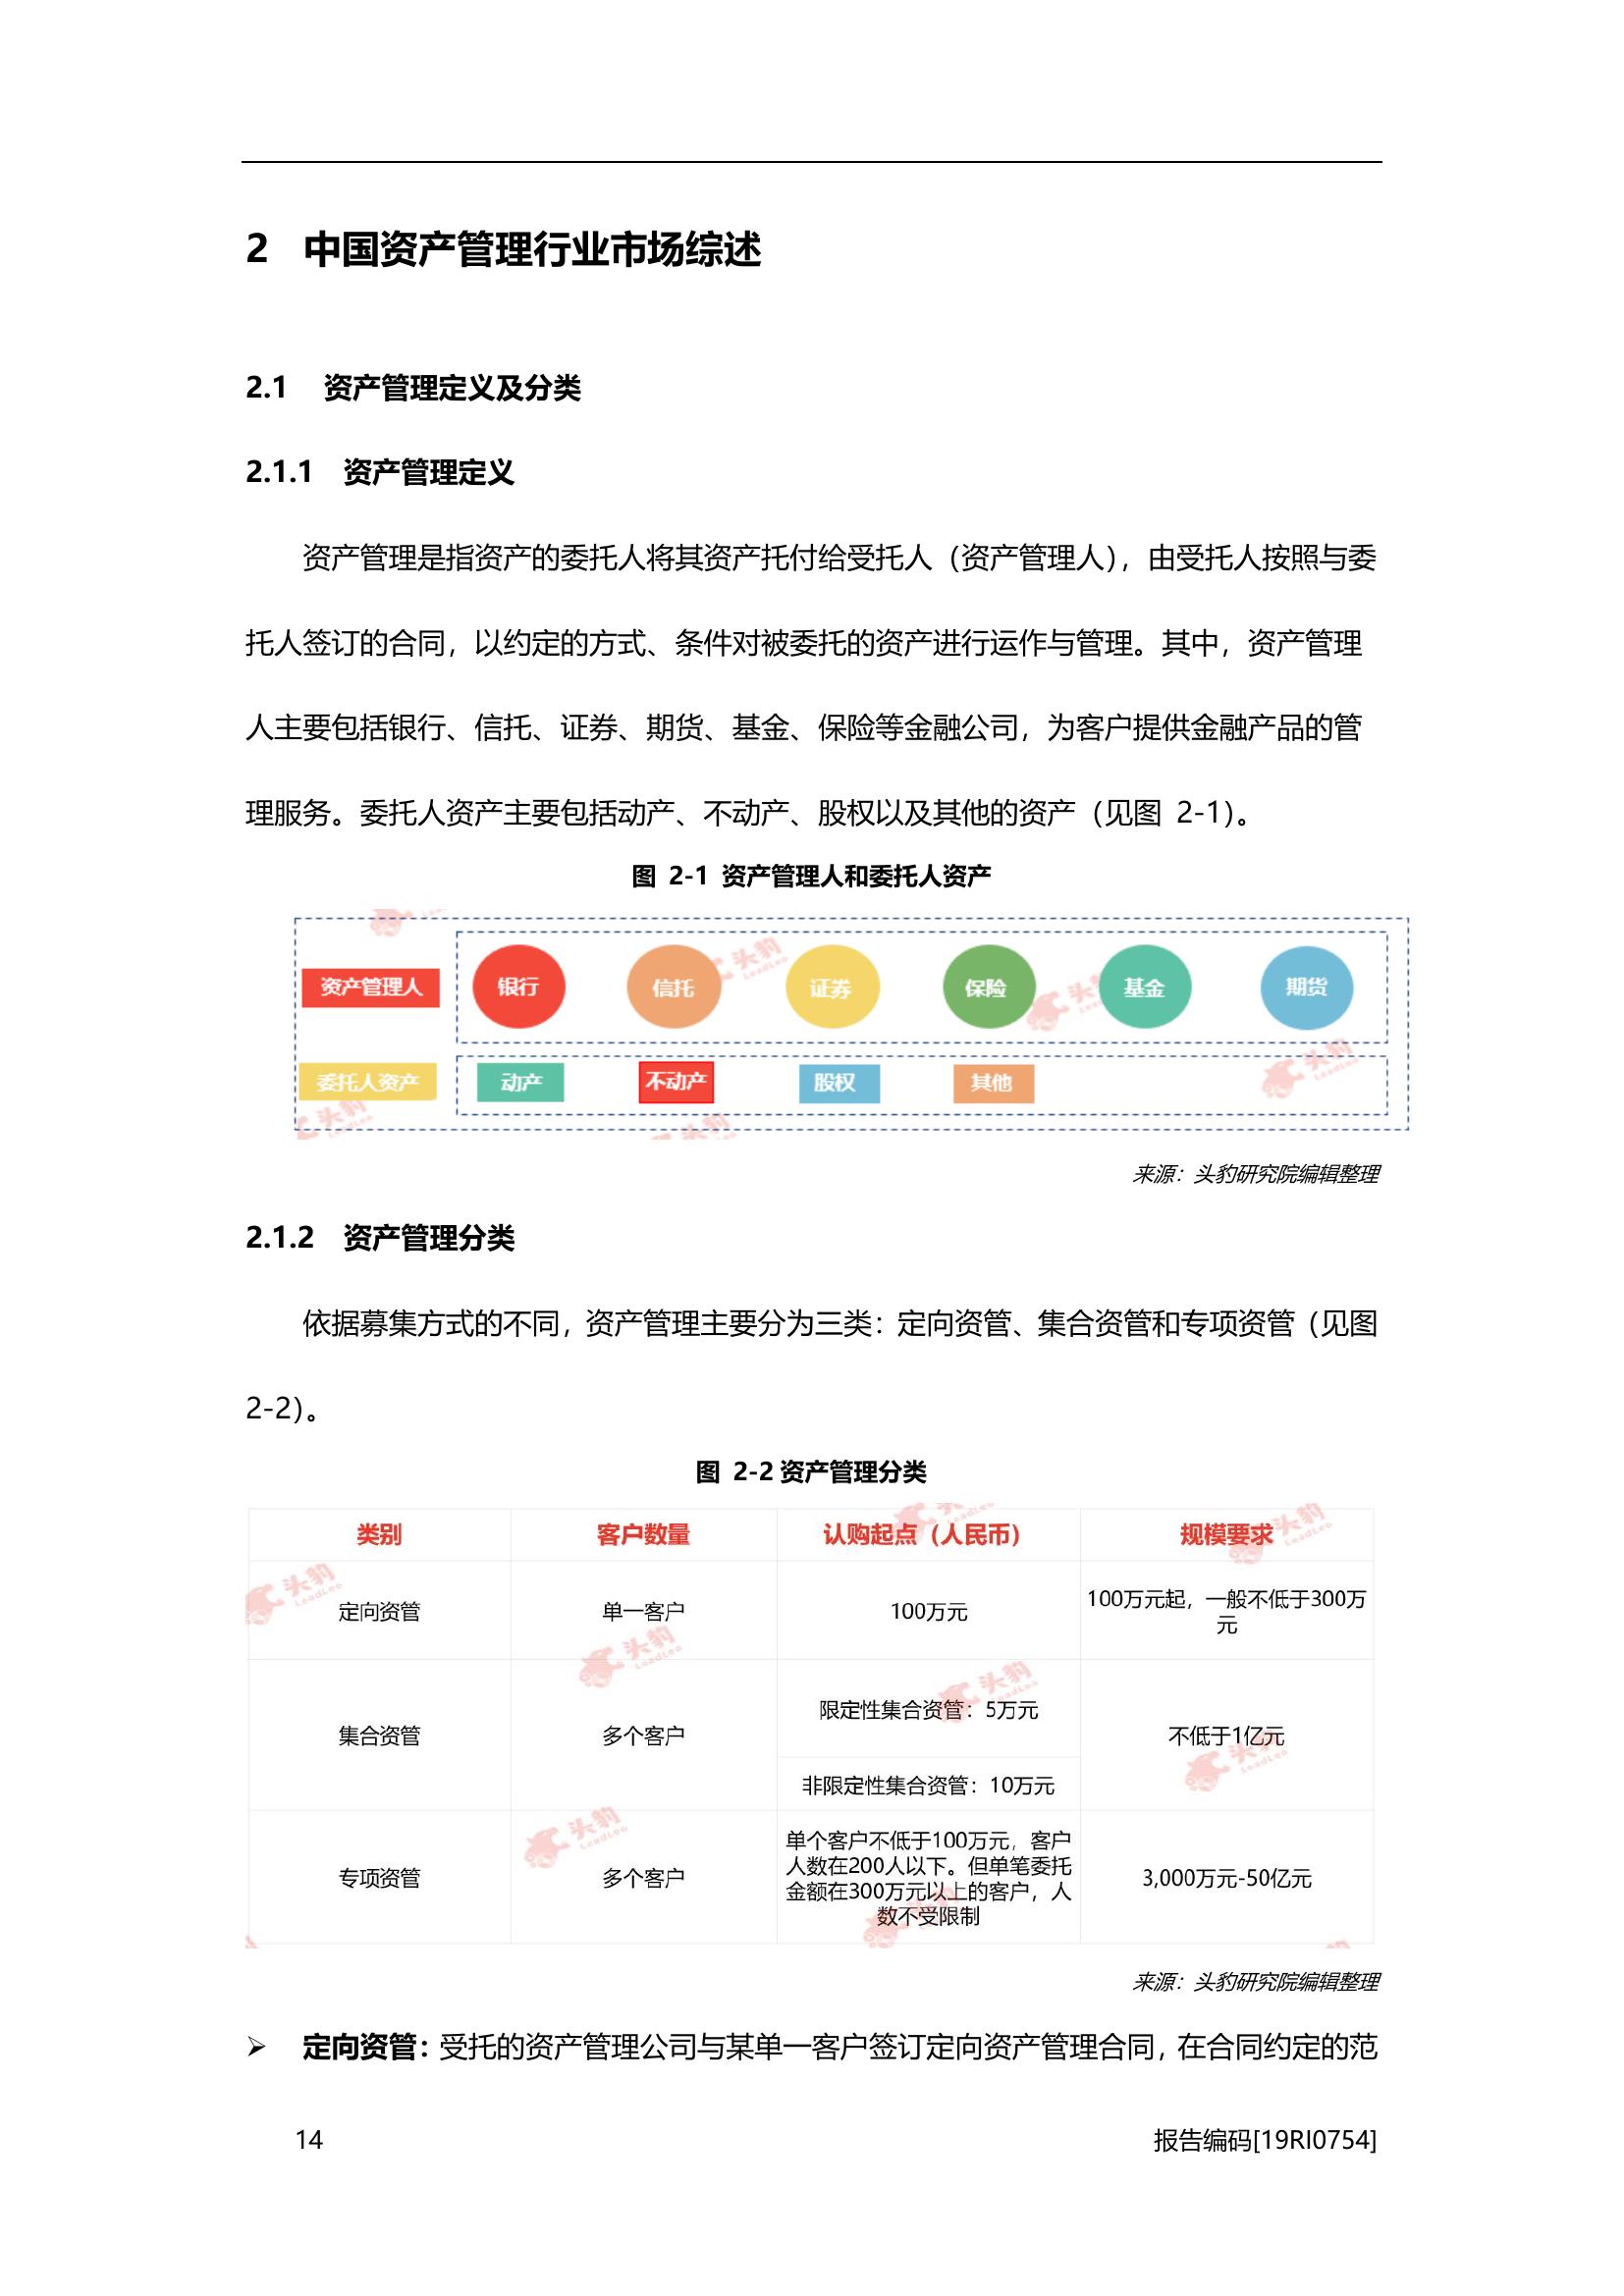 2 中国资产管理行业市场综述
2.1 资产管理定义及分类
2.1.1 资产管理定义
资产管理是指资产的委托人将其资产托付给受托人（资产管理人），由受托人按照与委
托人签订的合同，以约定的方式、条件对被委托的资产进行运作与管理。其中，资产管理
人主要包括银行、信托、证券、期货、基金、保险等金融公司，为客户提供金融产品的管
理服务。委托人资产主要包括动产、不动产、股权以及其他的资产（见图 2-1）。
图 2-1 资产管理人和委托人资产
资产管理人 银行 信托 证券 保险 基金 期货
委托人资产 动产 不动产 股权 其他
来源：头豹研究院编辑整理
2.1.2 资产管理分类
依据募集方式的不同，资产管理主要分为三类：定向资管、集合资管和专项资管（见图
2-2）。
图 2-2 资产管理分类
类别 客户数量 认购起点（人民币） 规模要求
定向资管 单一客户 100万元 100万元起，一般不低于300万
元
集合资管 多个客户 限定性集合资管：5万元 不低于1亿元
非限定性集合资管：10万元
专项资管 多个客户 单个客户不低于100万元，客户
人数在200人以下。但单笔委托
金额在300万元以上的客户，人
数不受限制
3,000万元-50亿元
来源：头豹研究院编辑整理
➢ 定向资管：受托的资产管理公司与某单一客户签订定向资产管理合同，在合同约定的范
14 报告编码[19RI0754]
头豹
LeadLeo